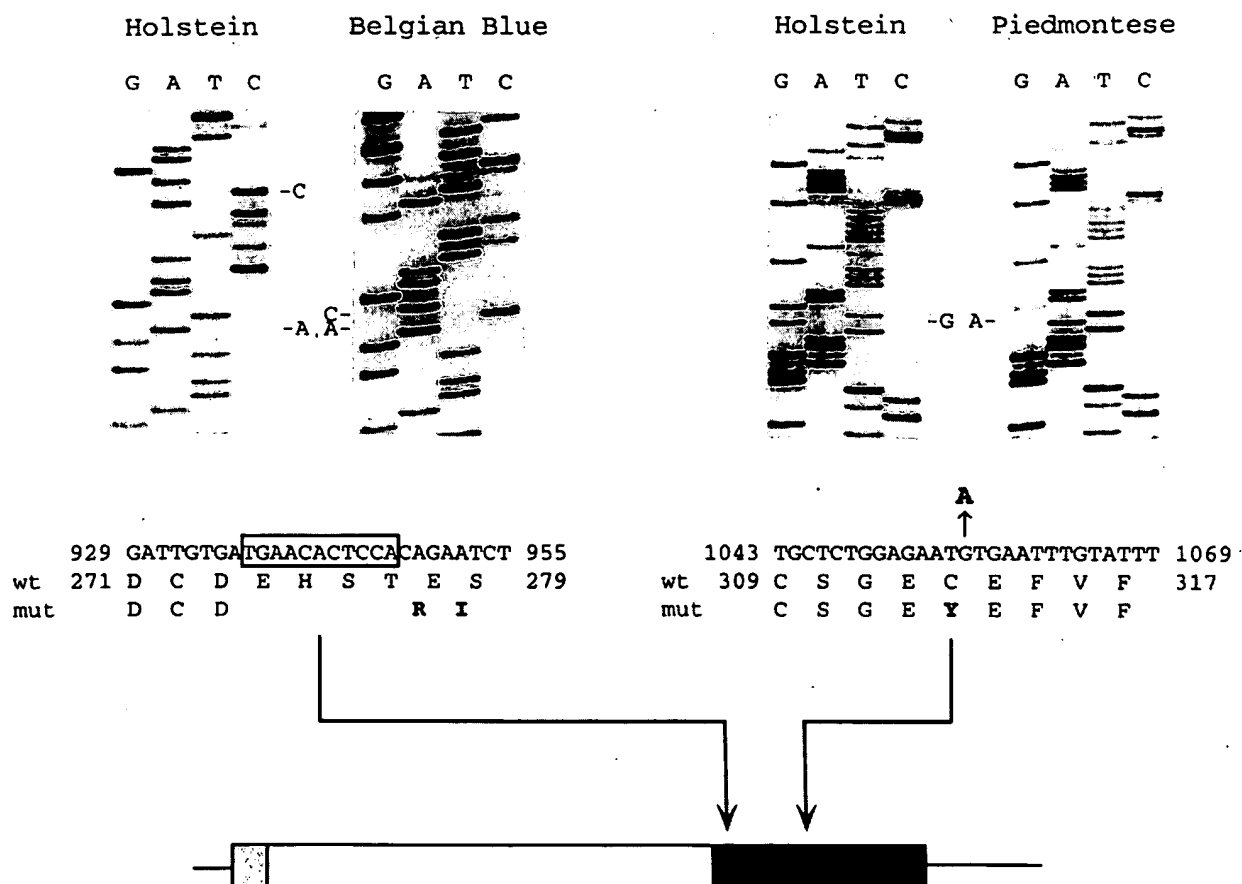 Holstein Belgian Blue Holstein Piedmontese
G A T C G A T C G A T C G A T C
-C
C-
-A,A-
-G A-
A
929 GATTGTGATGAACACTCCACAGAATCT 955 1043 TGCTCTGGAGAATGTGAATTTGTATTT 1069
wt 271 D C D E H S T E S 279 wt 309 C S G E C E F V F 317
mut D C D R I mut C S G E Y E F V F